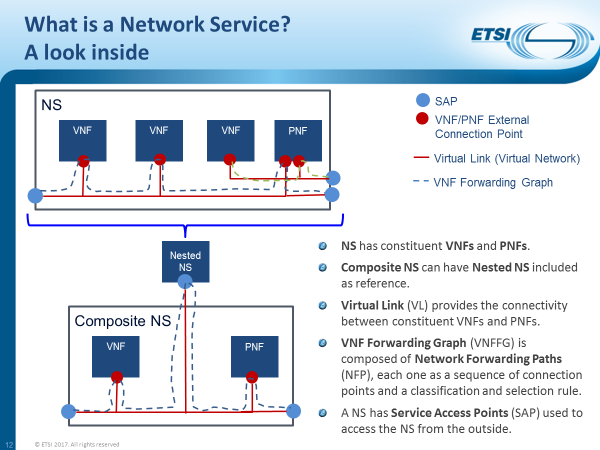 What is a Network Service?
A look inside
ETSI
NS
VNF
VNF
VNF
PNF
SAP
VNF/PNF External
Connection Point
Virtual Link (Virtual Network)
VNF Forwarding Graph
Nested
NS
Composite NS
VNF
PNF
NS has constituent VNFs and PNFs.
Composite NS can have Nested NS included
as reference.
Virtual Link (VL) provides the connectivity
between constituent VNFs and PNFs.
VNF Forwarding Graph (VNFFG) is
composed of Network Forwarding Paths
(NFP), each one as a sequence of connection
points and a classification and selection rule.
A NS has Service Access Points (SAP) used to
access the NS from the outside.
12
© ETSI 2017. All rights reserved